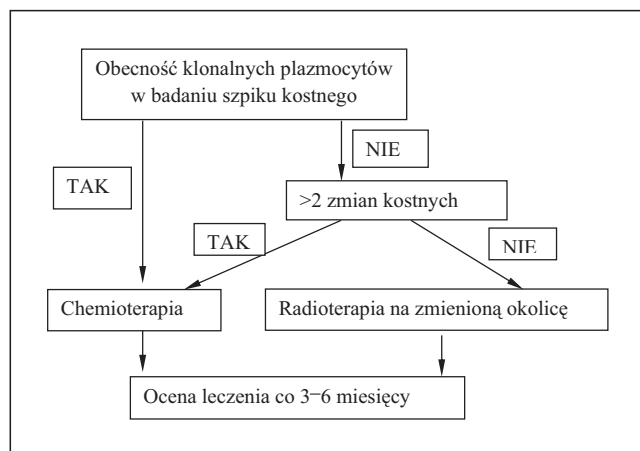 Obecność klonalnych plazmocytów
w badaniu szpiku kostnego
NIE
TAK
>2 zmian kostnych
TAK
NIE
Chemioterapia
Radioterapia na zmienioną okolicę
Ocena leczenia co 3–6 miesięcy